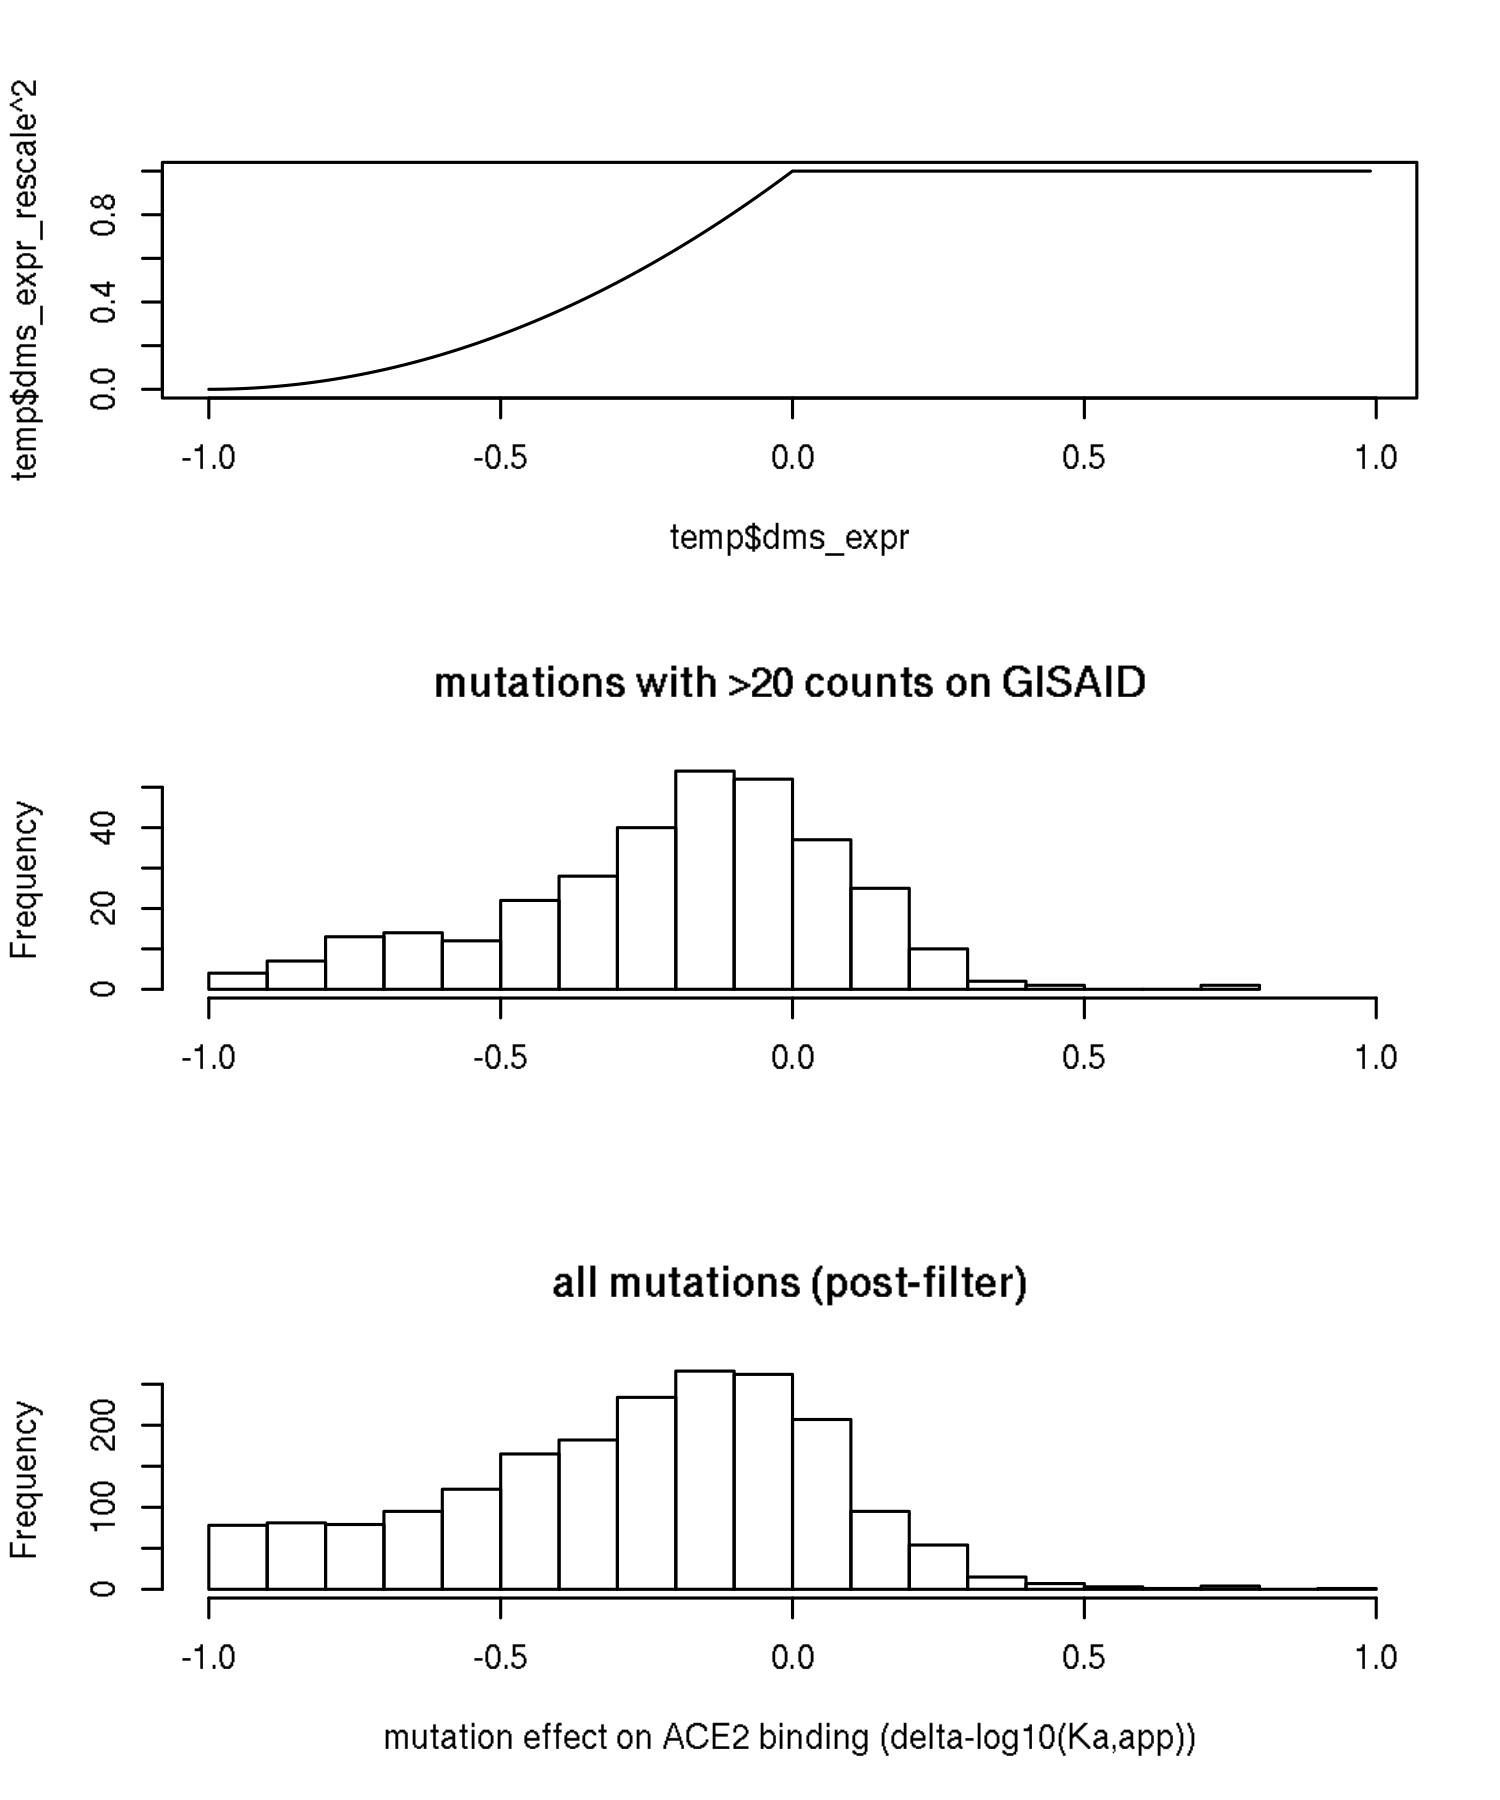 temp$dms_expr_rescale^2
0.8
0.4
0.0
-1.0 -0.5 0.0 0.5 1.0
temp$dms_expr
mutations with >20 counts on GISAID
Frequency
40
20
0
-1.0 -0.5 0.0 0.5 1.0
all mutations (post-filter)
Frequency
200
100
0
-1.0 -0.5 0.0 0.5 1.0
mutation effect on ACE2 binding (delta-log10(Ka,app))